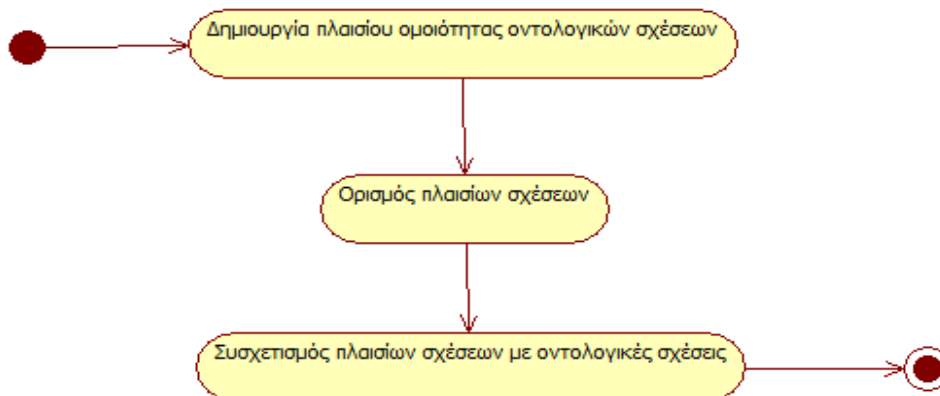 Δημιουργία πλαισίου ομοιότητας οντολογικών σχέσεων
Ορισμός πλαισίων σχέσεων
Συσχετισμός πλαισίων σχέσεων με οντολογικές σχέσεις